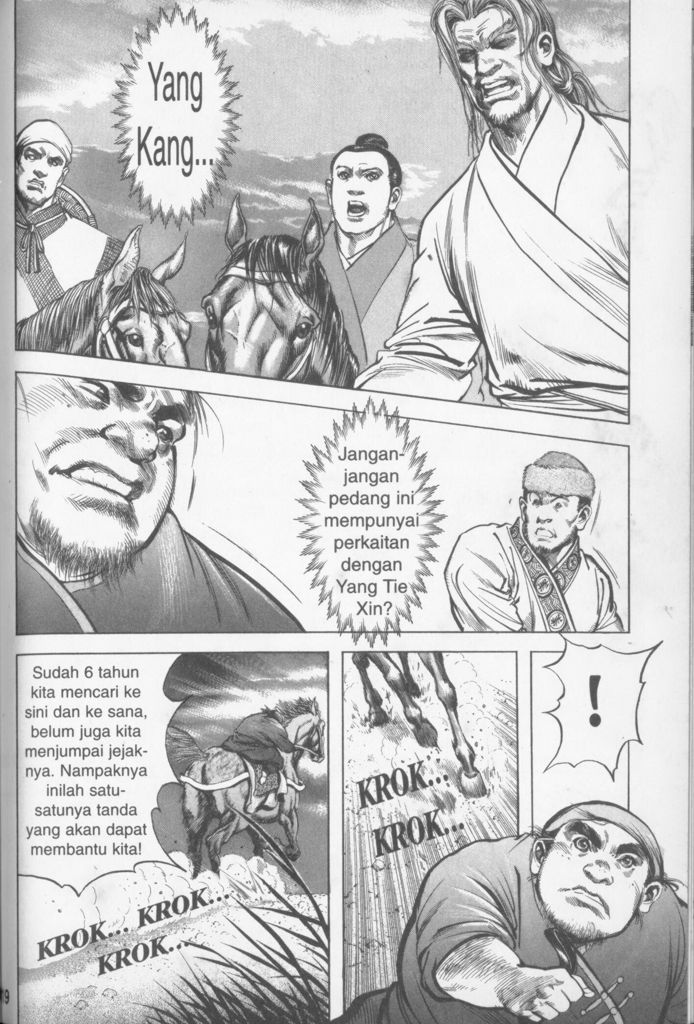 Yang
Kang...
Jangan-
jangan
pedang ini
mempunyai
perkaitan
dengan
Yang Tie
Xin?
Sudah 6 tahun
kita mencari ke
sini dan ke sana,
belum juga kita
menjumpai jejak-
nya. Nampaknya
inilah satu-
satunya tanda
yang akan dapat
membantu kita!
KROK... KROK...
KROK...
KROK...
KROK...
!